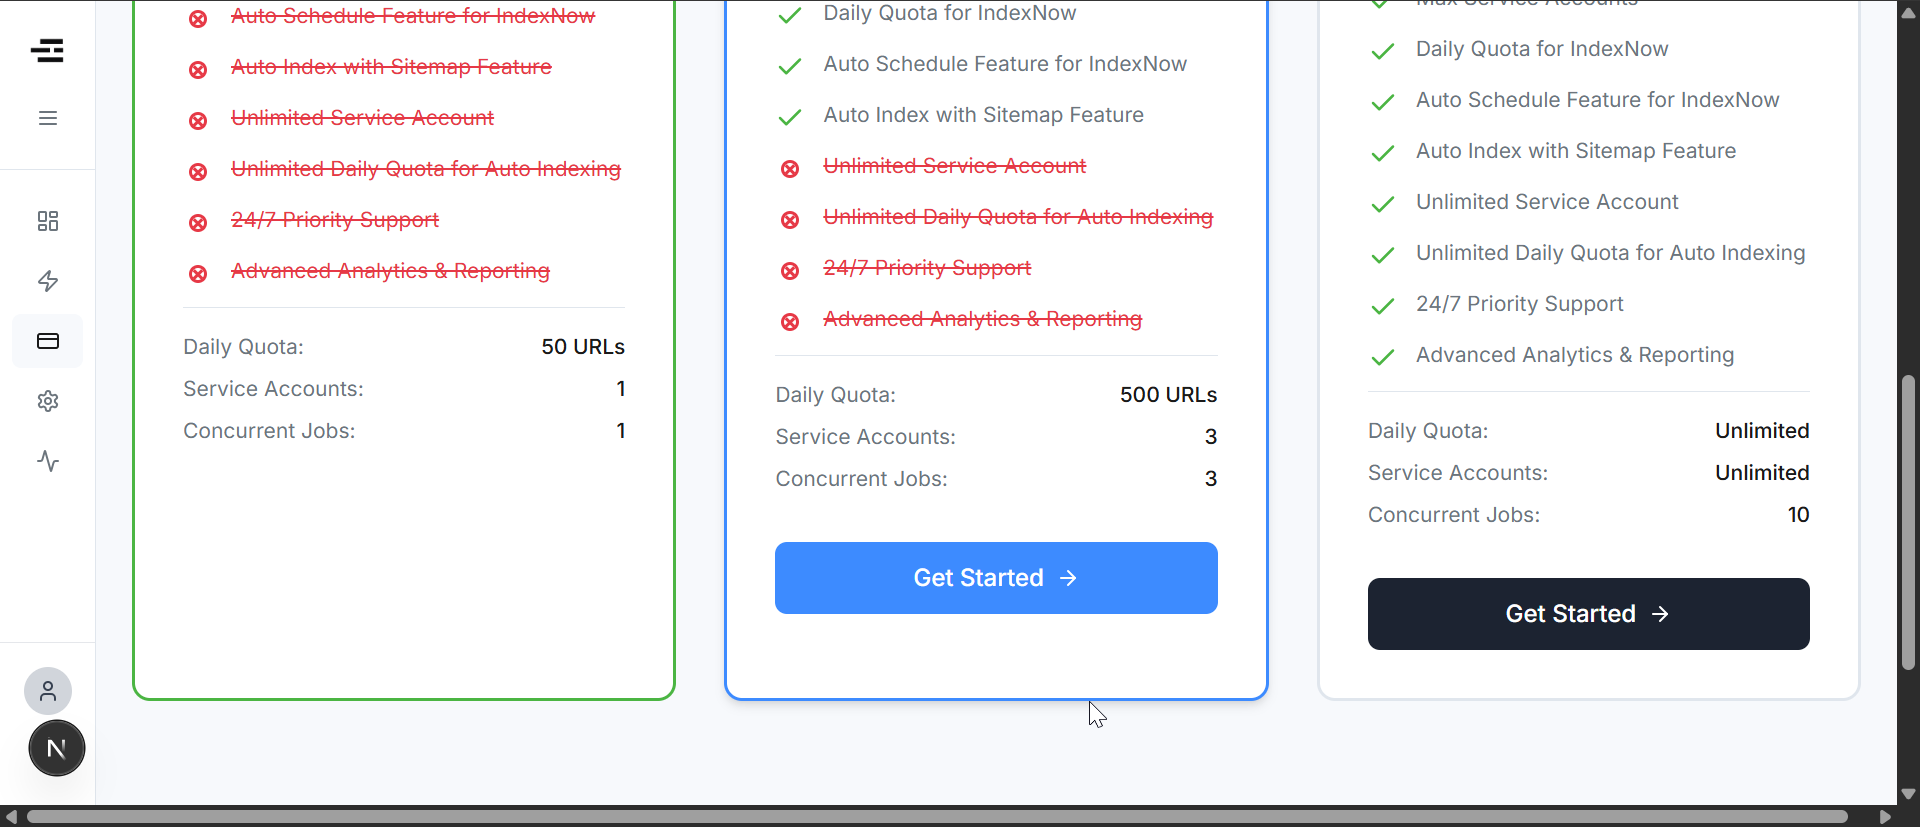 Auto Schedule Feature for IndexNow
Auto Index with Sitemap Feature
Unlimited Service Account
Unlimited Daily Quota for Auto Indexing
24/7 Priority Support
Advanced Analytics & Reporting
Daily Quota: 50 URLs
Service Accounts: 1
Concurrent Jobs: 1
Daily Quota for IndexNow
Auto Schedule Feature for IndexNow
Auto Index with Sitemap Feature
Unlimited Service Account
Unlimited Daily Quota for Auto Indexing
24/7 Priority Support
Advanced Analytics & Reporting
Daily Quota: 500 URLs
Service Accounts: 3
Concurrent Jobs: 3
Get Started
Max Service Accounts
Daily Quota for IndexNow
Auto Schedule Feature for IndexNow
Auto Index with Sitemap Feature
Unlimited Service Account
Unlimited Daily Quota for Auto Indexing
24/7 Priority Support
Advanced Analytics & Reporting
Daily Quota: Unlimited
Service Accounts: Unlimited
Concurrent Jobs: 10
Get Started
N